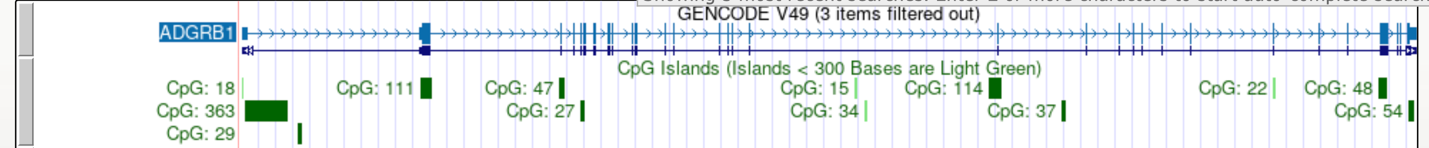 GENCODE V49 (3 items filtered out)
ADGRB1
CpG Islands (Islands < 300 Bases are Light Green)
CpG: 18 CpG: 111 CpG: 47 CpG: 15 CpG: 114 CpG: 22 CpG: 48
CpG: 363 CpG: 27 CpG: 34 CpG: 37 CpG: 54
CpG: 29